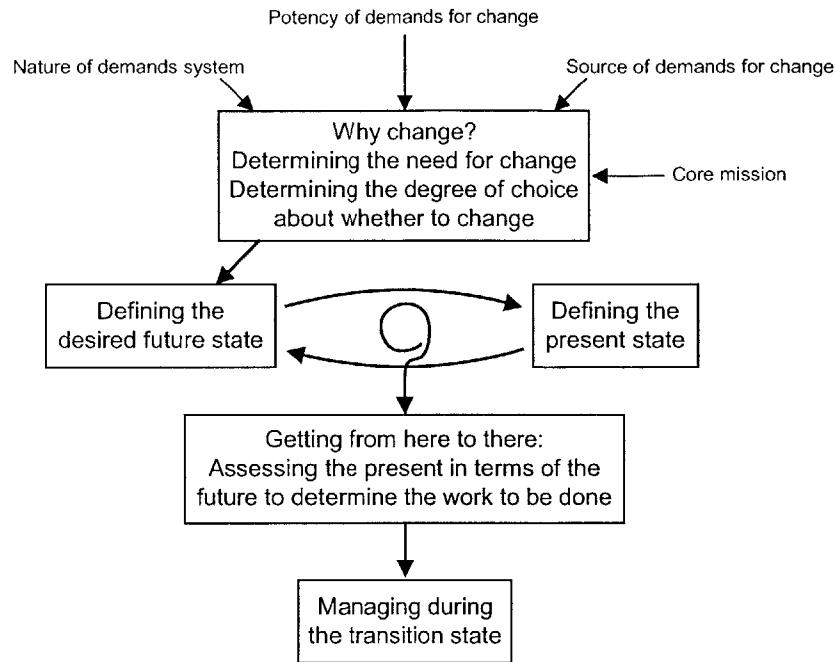 Potency of demands for change
Nature of demands system
Source of demands for change
Why change?
Determining the need for change
Determining the degree of choice
about whether to change
Core mission
Defining the
desired future state
Defining the
present state
Getting from here to there:
Assessing the present in terms of the
future to determine the work to be done
Managing during
the transition state